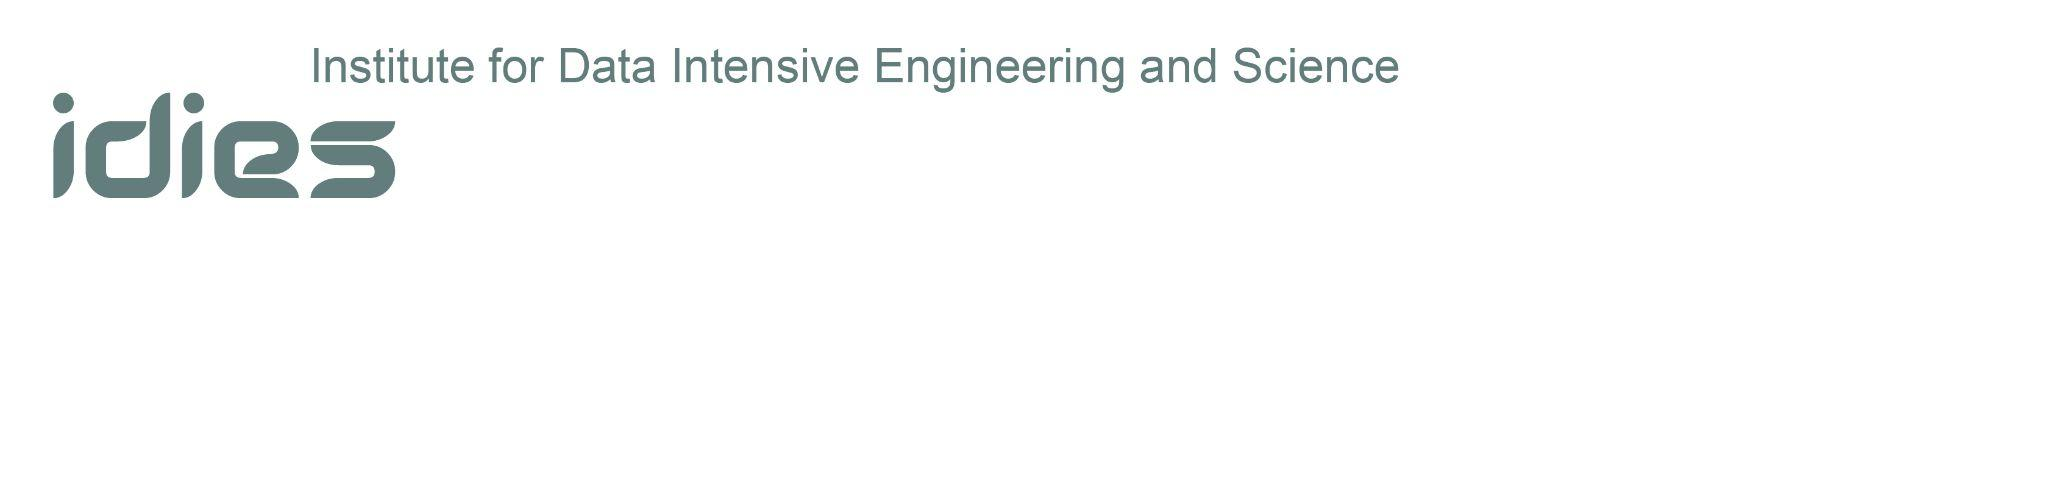 Institute for Data Intensive Engineering and Science
idies